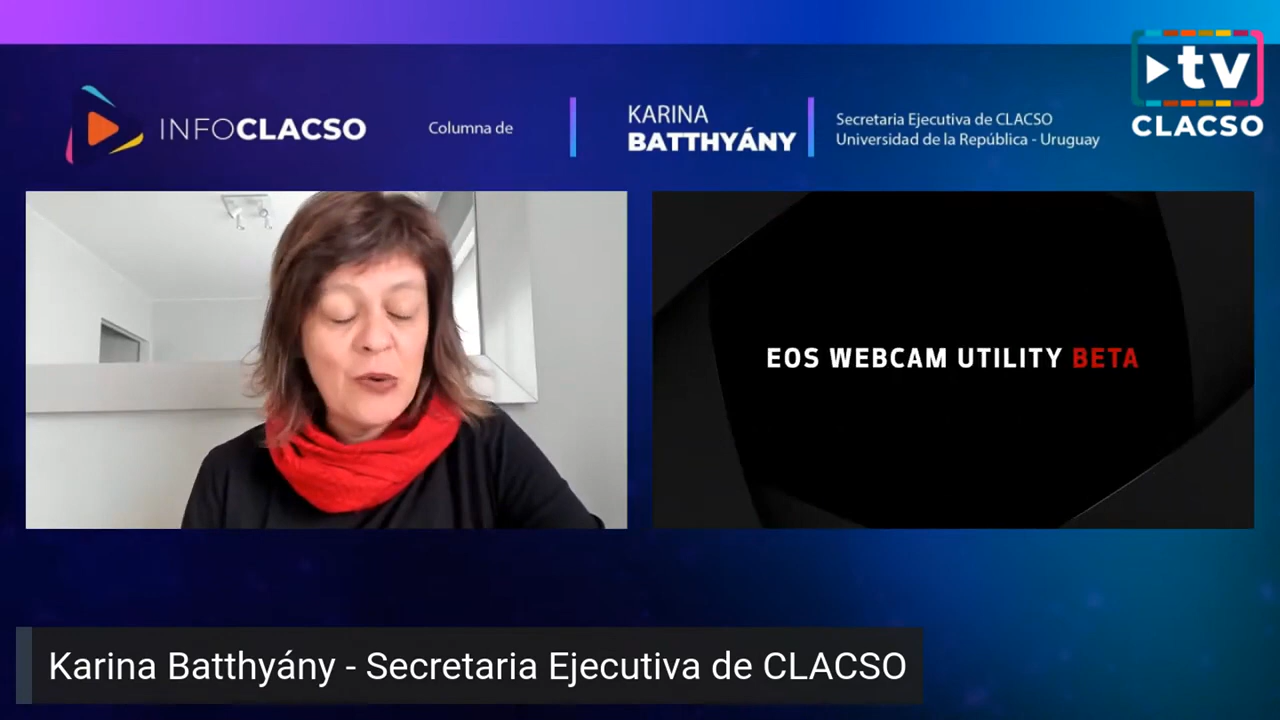 INFOCLACSO
Columna de
KARINA
BATTHYÁNY
Secretaria Ejecutiva de CLACSO
Universidad de la República - Uruguay
tv
CLACSO
EOS WEBCAM UTILITY BETA
Karina Batthyány - Secretaria Ejecutiva de CLACSO